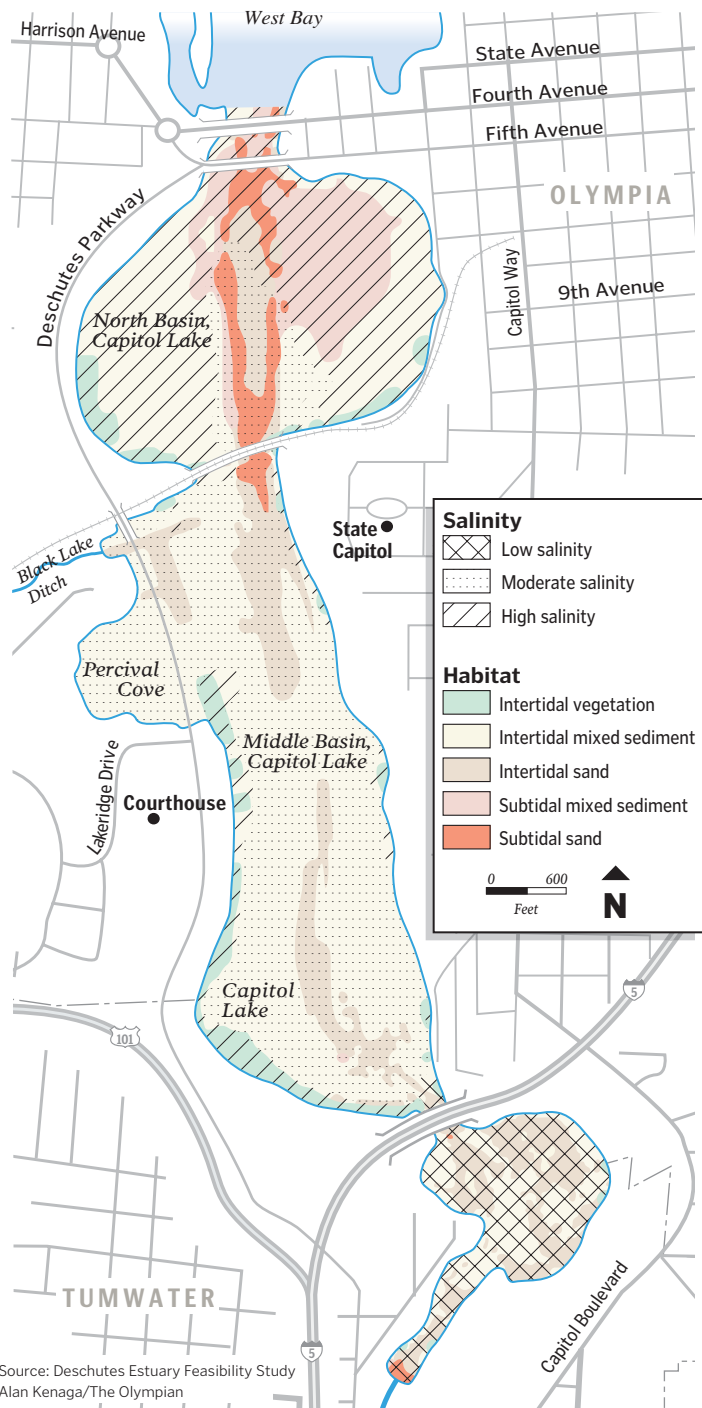 West Bay
Harrison Avenue
State Avenue
Fourth Avenue
Fifth Avenue
OLYMPIA
Deschutes Parkway
Capitol Way
9th Avenue
North Basin,
Capitol Lake
State
Capitol
Black Lake
Ditch
Percival
Cove
Middle Basin,
Capitol Lake
Lakeridge Drive
Courthouse
Capitol
Lake
Salinity
Low salinity
Moderate salinity
High salinity
Habitat
Intertidal vegetation
Intertidal mixed sediment
Intertidal sand
Subtidal mixed sediment
Subtidal sand
0 600
Feet
N
5
101
TUMWATER
Capitol Boulevard
5
Source: Deschutes Estuary Feasibility Study
Alan Kenaga/The Olympian